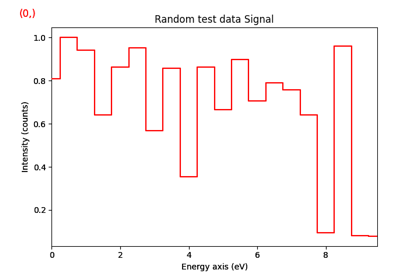 (0,)
Random test data Signal
Intensity (counts)
1.0
0.8
0.6
0.4
0.2
0 2 4 6 8
Energy axis (eV)